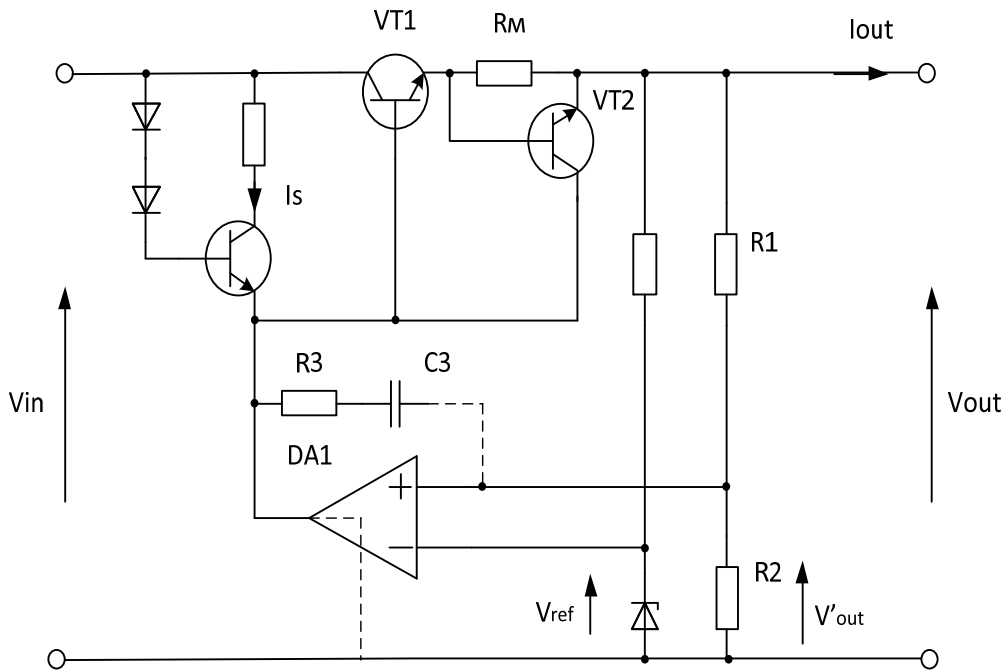 VT1
RM
Iout
VT2
Is
R1
Vin
R3
C3
Vout
DA1
+
−
R2
Vref
V’out